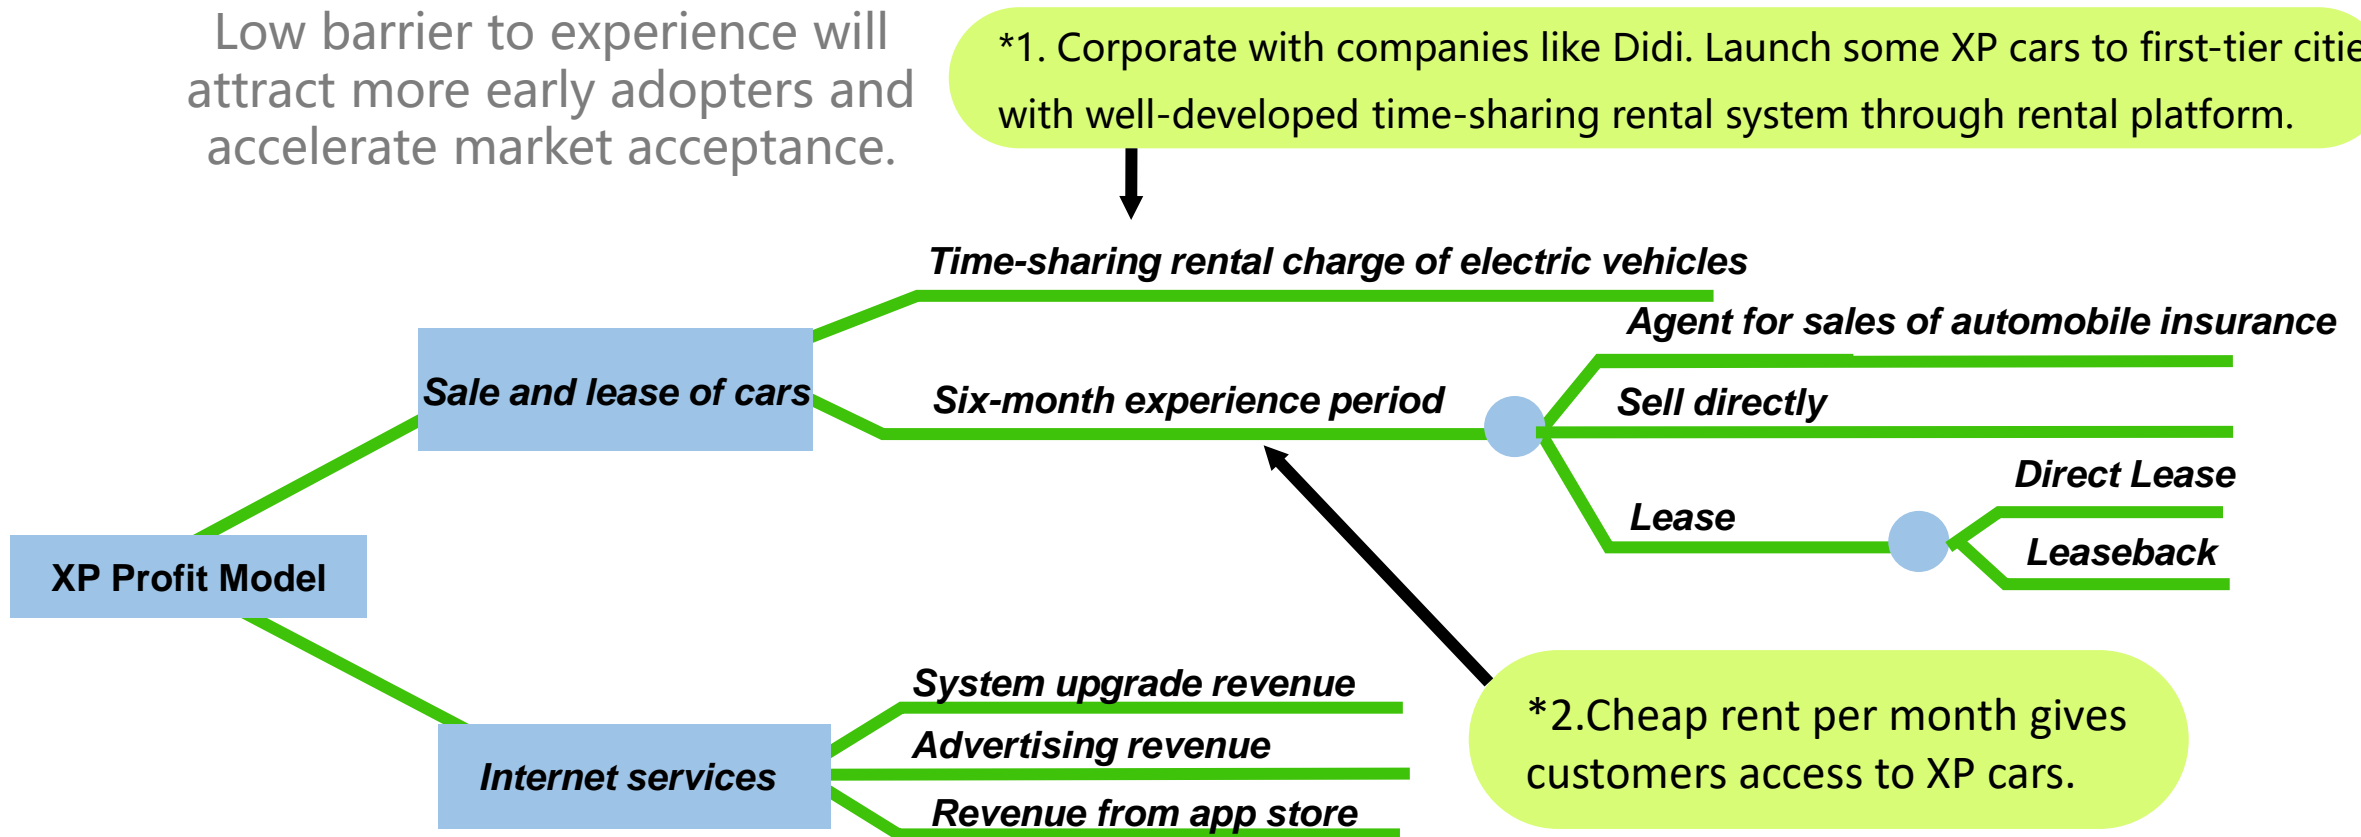 Low barrier to experience will
attract more early adopters and
accelerate market acceptance.
*1. Corporate with companies like Didi. Launch some XP cars to first-tier citie
with well-developed time-sharing rental system through rental platform.
Time-sharing rental charge of electric vehicles
Agent for sales of automobile insurance
Sale and lease of cars
Six-month experience period
Sell directly
Direct Lease
Lease
Leaseback
XP Profit Model
System upgrade revenue
Advertising revenue
Internet services
Revenue from app store
*2.Cheap rent per month gives
customers access to XP cars.